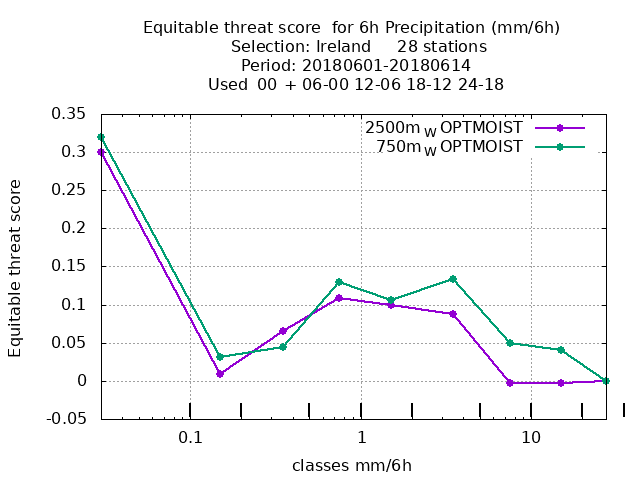 Equitable threat score  for 6h Precipitation (mm/6h)
Selection: Ireland     28 stations
Period: 20180601-20180614
Used  00  + 06-00 12-06 18-12 24-18
0.35
2500m W OPTMOIST
750m W OPTMOIST
0.3
0.25
0.2
0.15
0.1
0.05
0
-0.05
Equitable threat score
0.1
1
10
classes mm/6h